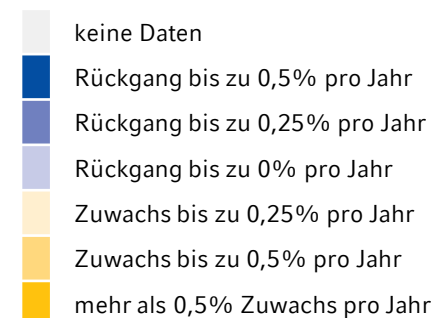 keine Daten
Rückgang bis zu 0,5% pro Jahr
Rückgang bis zu 0,25% pro Jahr
Rückgang bis zu 0% pro Jahr
Zuwachs bis zu 0,25% pro Jahr
Zuwachs bis zu 0,5% pro Jahr
mehr als 0,5% Zuwachs pro Jahr